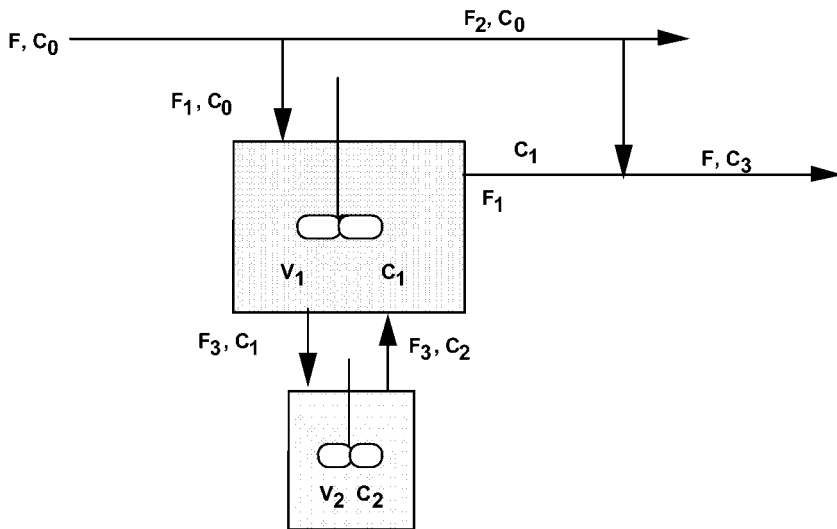 F₂, C₀
F, C₀
F₁, C₀
C₁
F, C₃
F₁
V₁ C₁
F₃, C₁
F₃, C₂
V₂ C₂